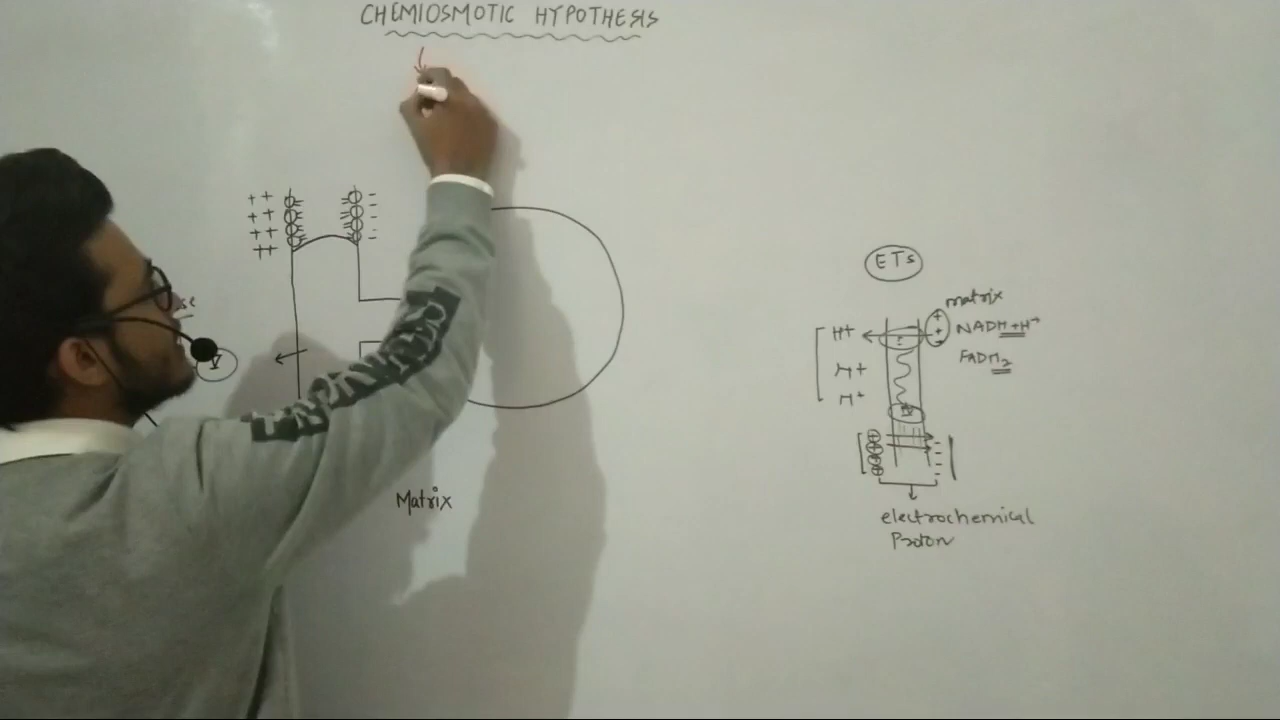 CHEMIOSMOTIC HYPOTHESIS
+ + -
+ + -
+ + -
++ -
V
Matrix
ETs
matrix
H+
NADH+H+
H+
FADH2
H+
electrochemical
Proton